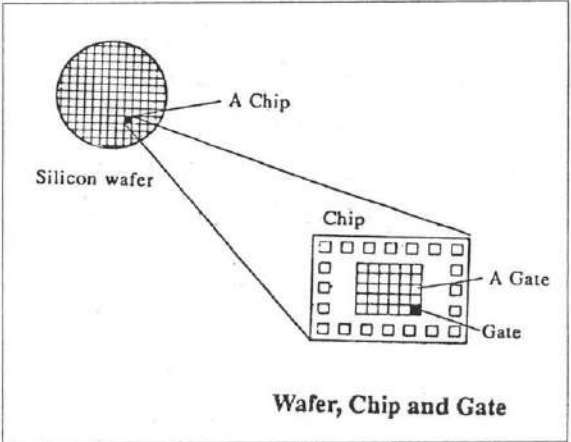 A Chip
Silicon wafer
Chip
A Gate
Gate
Wafer, Chip and Gate